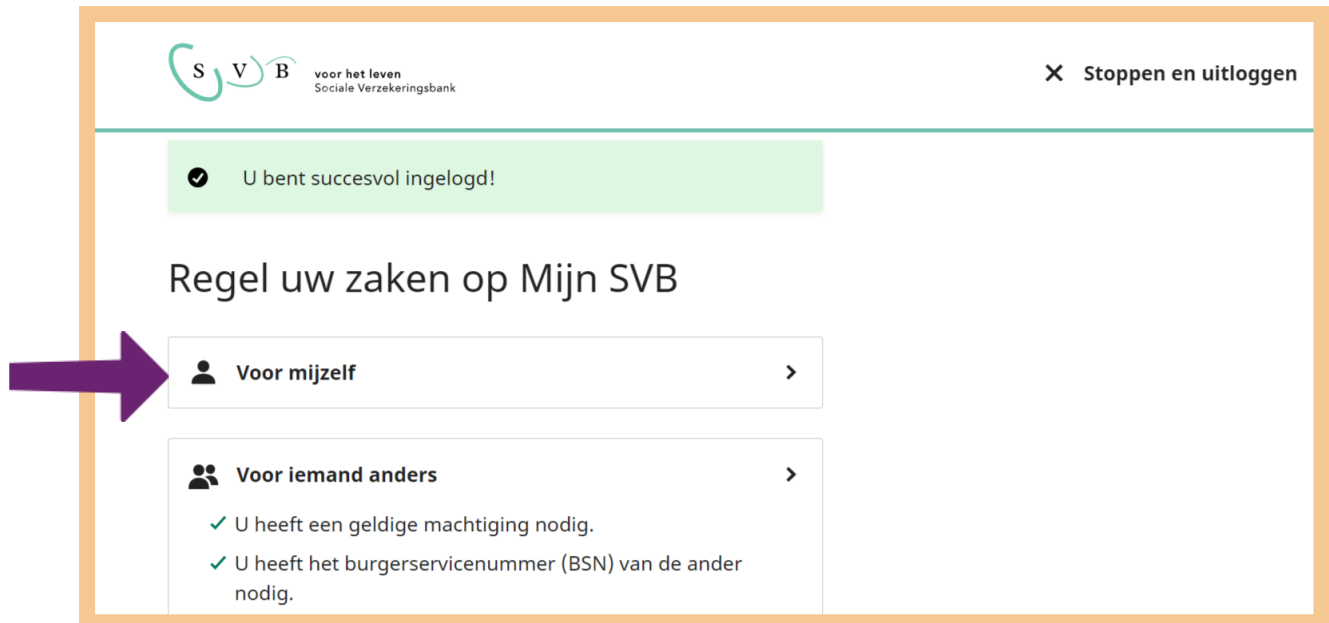 S V B
voor het leven
Sociale Verzekeringsbank
Stoppen en uitloggen
U bent succesvol ingelogd!
Regel uw zaken op Mijn SVB
Voor mijzelf
Voor iemand anders
U heeft een geldige machtiging nodig.
U heeft het burgerservicenummer (BSN) van de ander
nodig.